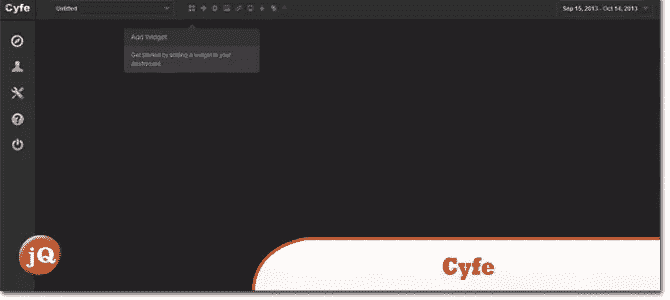 Cyfe
Untitled
Sep 15, 2013 - Oct 14, 2013
Add Widget
Get started by adding a widget to your
dashboard.
jQ
Cyfe